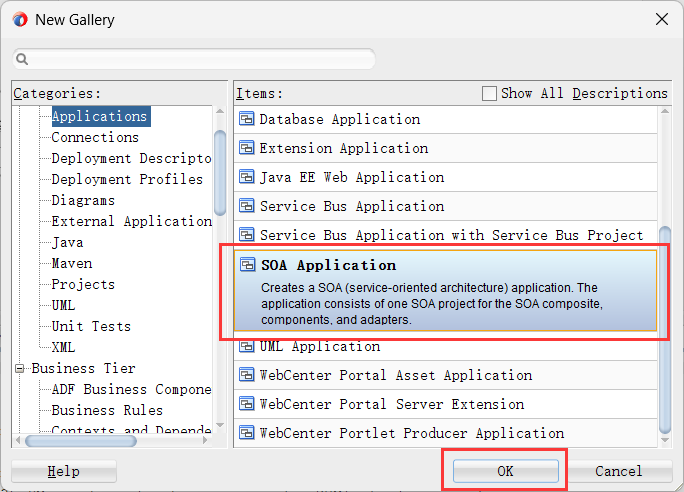 New Gallery
Categories:
Applications
Connections
Deployment Descripto
Deployment Profiles
Diagrams
External Application
Java
Maven
Projects
UML
Unit Tests
XML
Business Tier
ADF Business Compone
Business Rules
Contexts and Depende
Items:
Show All Descriptions
Database Application
Extension Application
Java EE Web Application
Service Bus Application
Service Bus Application with Service Bus Project
SOA Application
Creates a SOA (service-oriented architecture) application. The
application consists of one SOA project for the SOA composite,
components, and adapters.
UML Application
WebCenter Portal Asset Application
WebCenter Portal Server Extension
WebCenter Portlet Producer Application
Help
OK
Cancel